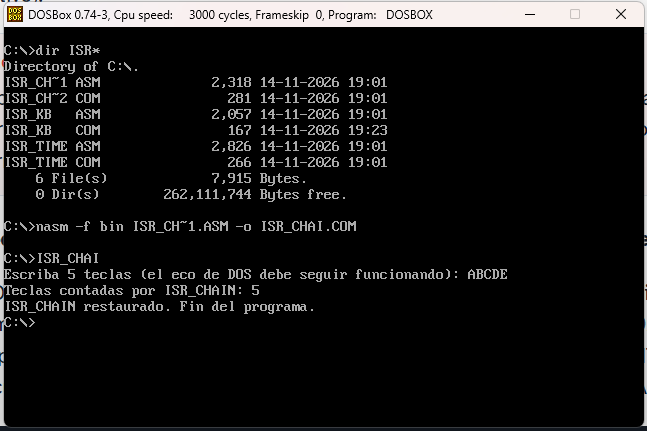 DOSBox 0.74-3, Cpu speed:    3000 cycles, Frameskip  0, Program:   DOSBOX
C:\>dir ISR*
Directory of C:\.
ISR_CH~1 ASM              2,318 14-11-2026 19:01
ISR_CH~2 COM                281 14-11-2026 19:01
ISR_KB   ASM              2,057 14-11-2026 19:01
ISR_KB   COM                167 14-11-2026 19:23
ISR_TIME ASM              2,826 14-11-2026 19:01
ISR_TIME COM                266 14-11-2026 19:01
    6 File(s)             7,915 Bytes.
    0 Dir(s)       262,111,744 Bytes free.
C:\>nasm -f bin ISR_CH~1.ASM -o ISR_CHAI.COM
C:\>ISR_CHAI
Escriba 5 teclas (el eco de DOS debe seguir funcionando): ABCDE
Teclas contadas por ISR_CHAIN: 5
ISR_CHAIN restaurado. Fin del programa.
C:\>